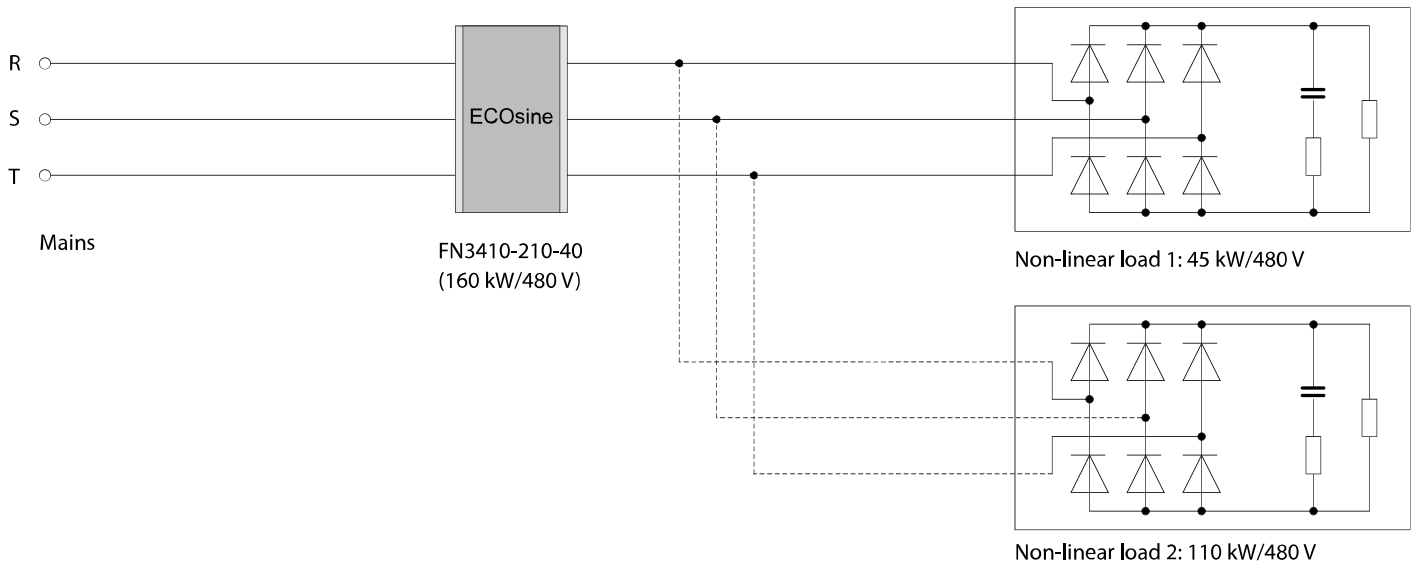 R
S
T
Mains
ECOsine
FN3410-210-40
(160 kW/480 V)
Non-linear load 1: 45 kW/480 V
Non-linear load 2: 110 kW/480 V